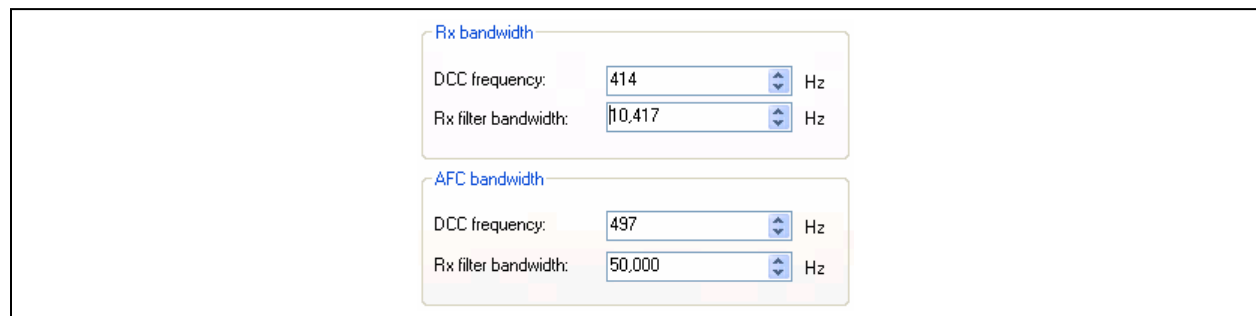 Rx bandwidth
DCC frequency: 414 Hz
Rx filter bandwidth: 10,417 Hz
AFC bandwidth
DCC frequency: 497 Hz
Rx filter bandwidth: 50,000 Hz